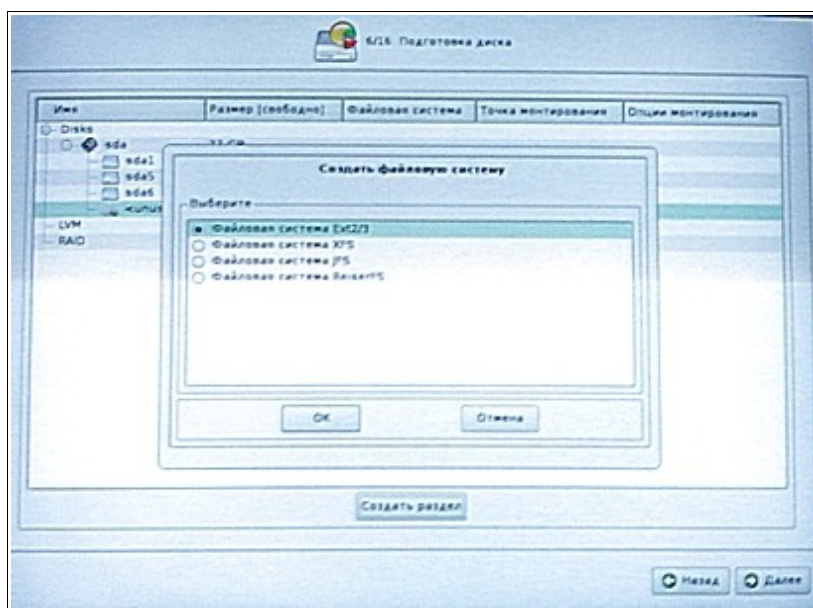 6/16 Подготовка диска
Имя Размер [свободно] Файловая система Точка монтирования Опции монтирования
Disks
sda
sda1
sda5
sda6
LVM
RAID
Создать файловую систему
Выберите
Файловая система Ext2/3
Файловая система XFS
Файловая система JFS
Файловая система ReiserFS
OK Отмена
Создать раздел
Назад Далее